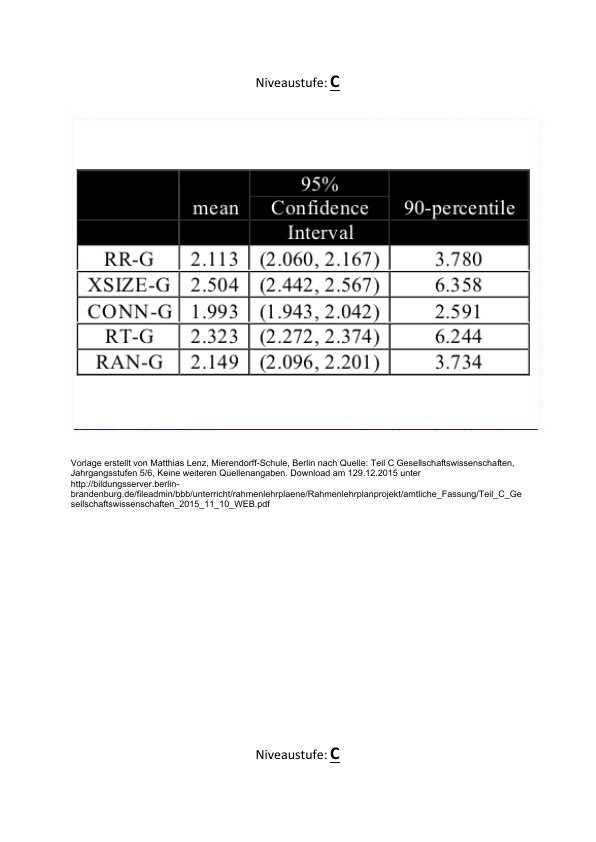 Niveaustufe: C
95%
mean Confidence 90-percentile
Interval
RR-G 2.113 (2.060, 2.167) 3.780
XSIZE-G 2.504 (2.442, 2.567) 6.358
CONN-G 1.993 (1.943, 2.042) 2.591
RT-G 2.323 (2.272, 2.374) 6.244
RAN-G 2.149 (2.096, 2.201) 3.734
Vorlage erstellt von Matthias Lenz, Mierendorff-Schule, Berlin nach Quelle: Teil C Gesellschaftswissenschaften,
Jahrgangsstufen 5/6, Keine weiteren Quellenangaben. Download am 129.12.2015 unter
http://bildungsserver.berlin-
brandenburg.de/fileadmin/bbb/unterricht/rahmenlehrplaene/Rahmenlehrplanprojekt/amtliche_Fassung/Teil_C_Ge
sellschaftswissenschaften_2015_11_10_WEB.pdf
Niveaustufe: C